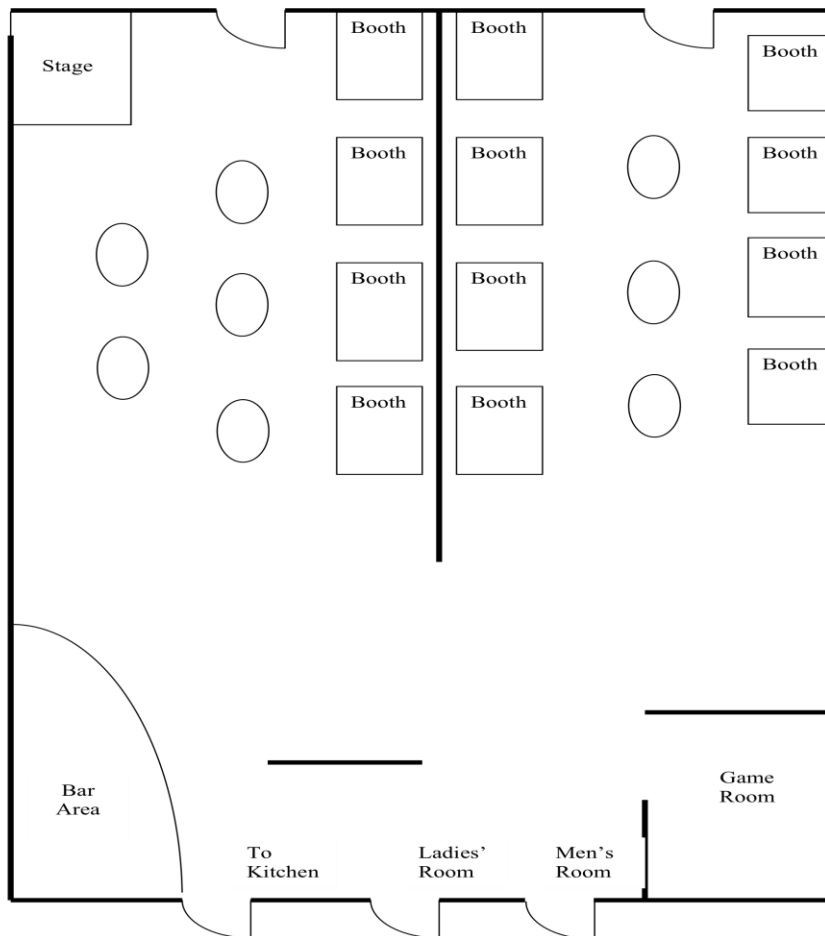 Booth
Booth
Booth
Stage
Booth
Booth
Booth
Booth
Booth
Booth
Booth
Booth
Booth
Game
Room
Bar
Area
To
Kitchen
Ladies’
Room
Men’s
Room